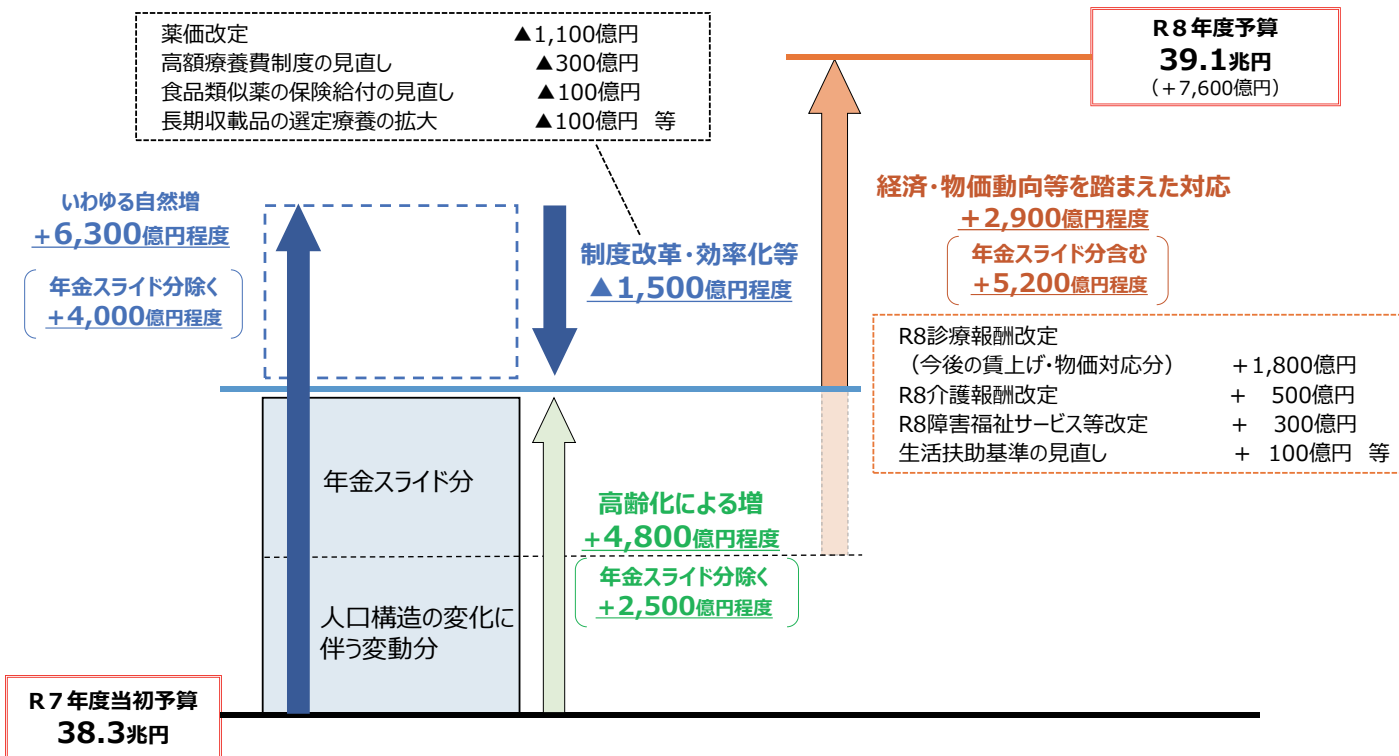 薬価改定 ▲1,100億円
高額療養費制度の見直し ▲300億円
食品類似薬の保険給付の見直し ▲100億円
長期収載品の選定療養の拡大 ▲100億円 等
R8年度予算
39.1兆円
(+7,600億円)
いわゆる自然増
+6,300億円程度
年金スライド分除く
+4,000億円程度
制度改革・効率化等
▲1,500億円程度
経済・物価動向等を踏まえた対応
+2,900億円程度
年金スライド分含む
+5,200億円程度
R8診療報酬改定
(今後の賃上げ・物価対応分) +1,800億円
R8介護報酬改定 + 500億円
R8障害福祉サービス等改定 + 300億円
生活扶助基準の見直し + 100億円 等
年金スライド分
高齢化による増
+4,800億円程度
年金スライド分除く
+2,500億円程度
人口構造の変化に
伴う変動分
R7年度当初予算
38.3兆円